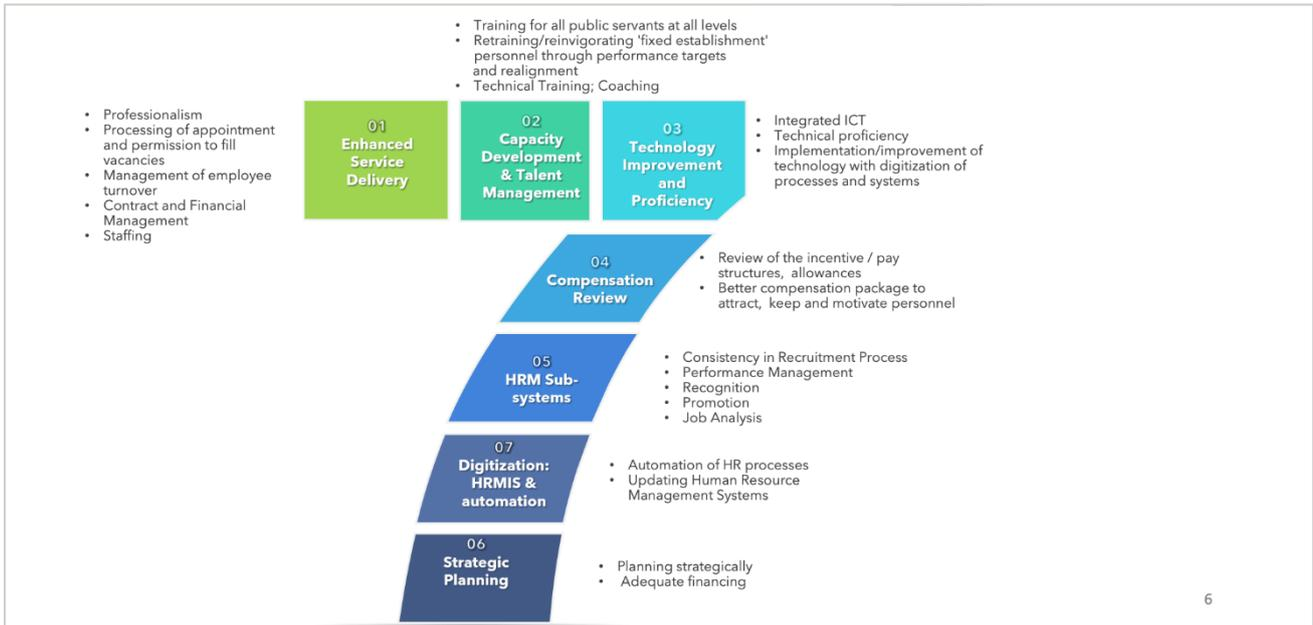 • Training for all public servants at all levels
• Retraining/reinvigorating 'fixed establishment'
personnel through performance targets
and realignment
• Technical Training; Coaching
• Professionalism
• Processing of appointment
and permission to fill
vacancies
• Management of employee
turnover
• Contract and Financial
Management
• Staffing
01
Enhanced
Service
Delivery
02
Capacity
Development
& Talent
Management
03
Technology
Improvement
and
Proficiency
• Integrated ICT
• Technical proficiency
• Implementation/improvement of
technology with digitization of
processes and systems
04
Compensation
Review
• Review of the incentive / pay
structures, allowances
• Better compensation package to
attract, keep and motivate personnel
05
HRM Sub-
systems
• Consistency in Recruitment Process
• Performance Management
• Recognition
• Promotion
• Job Analysis
07
Digitization:
HRMIS &
automation
• Automation of HR processes
• Updating Human Resource
Management Systems
06
Strategic
Planning
• Planning strategically
• Adequate financing
6